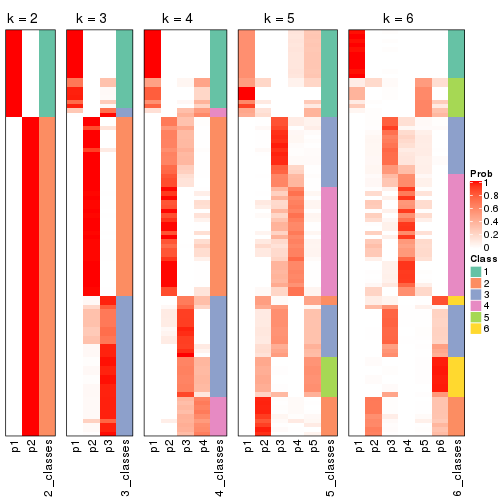 k = 2
k = 3
k = 4
k = 5
k = 6
p1
p2
2_classes
p1
p2
p3
3_classes
p1
p2
p3
p4
4_classes
p1
p2
p3
p4
p5
5_classes
p1
p2
p3
p4
p5
p6
6_classes
Prob
1
0.8
0.6
0.4
0.2
0
Class
1
2
3
4
5
6